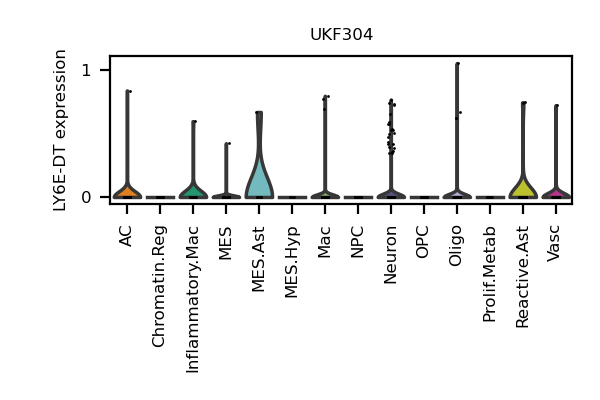 UKF304
LY6E-DT expression
1
0
AC
Chromatin.Reg
Inflammatory.Mac
MES
MES.Ast
MES.Hyp
Mac
NPC
Neuron
OPC
Oligo
Prolif.Metab
Reactive.Ast
Vasc